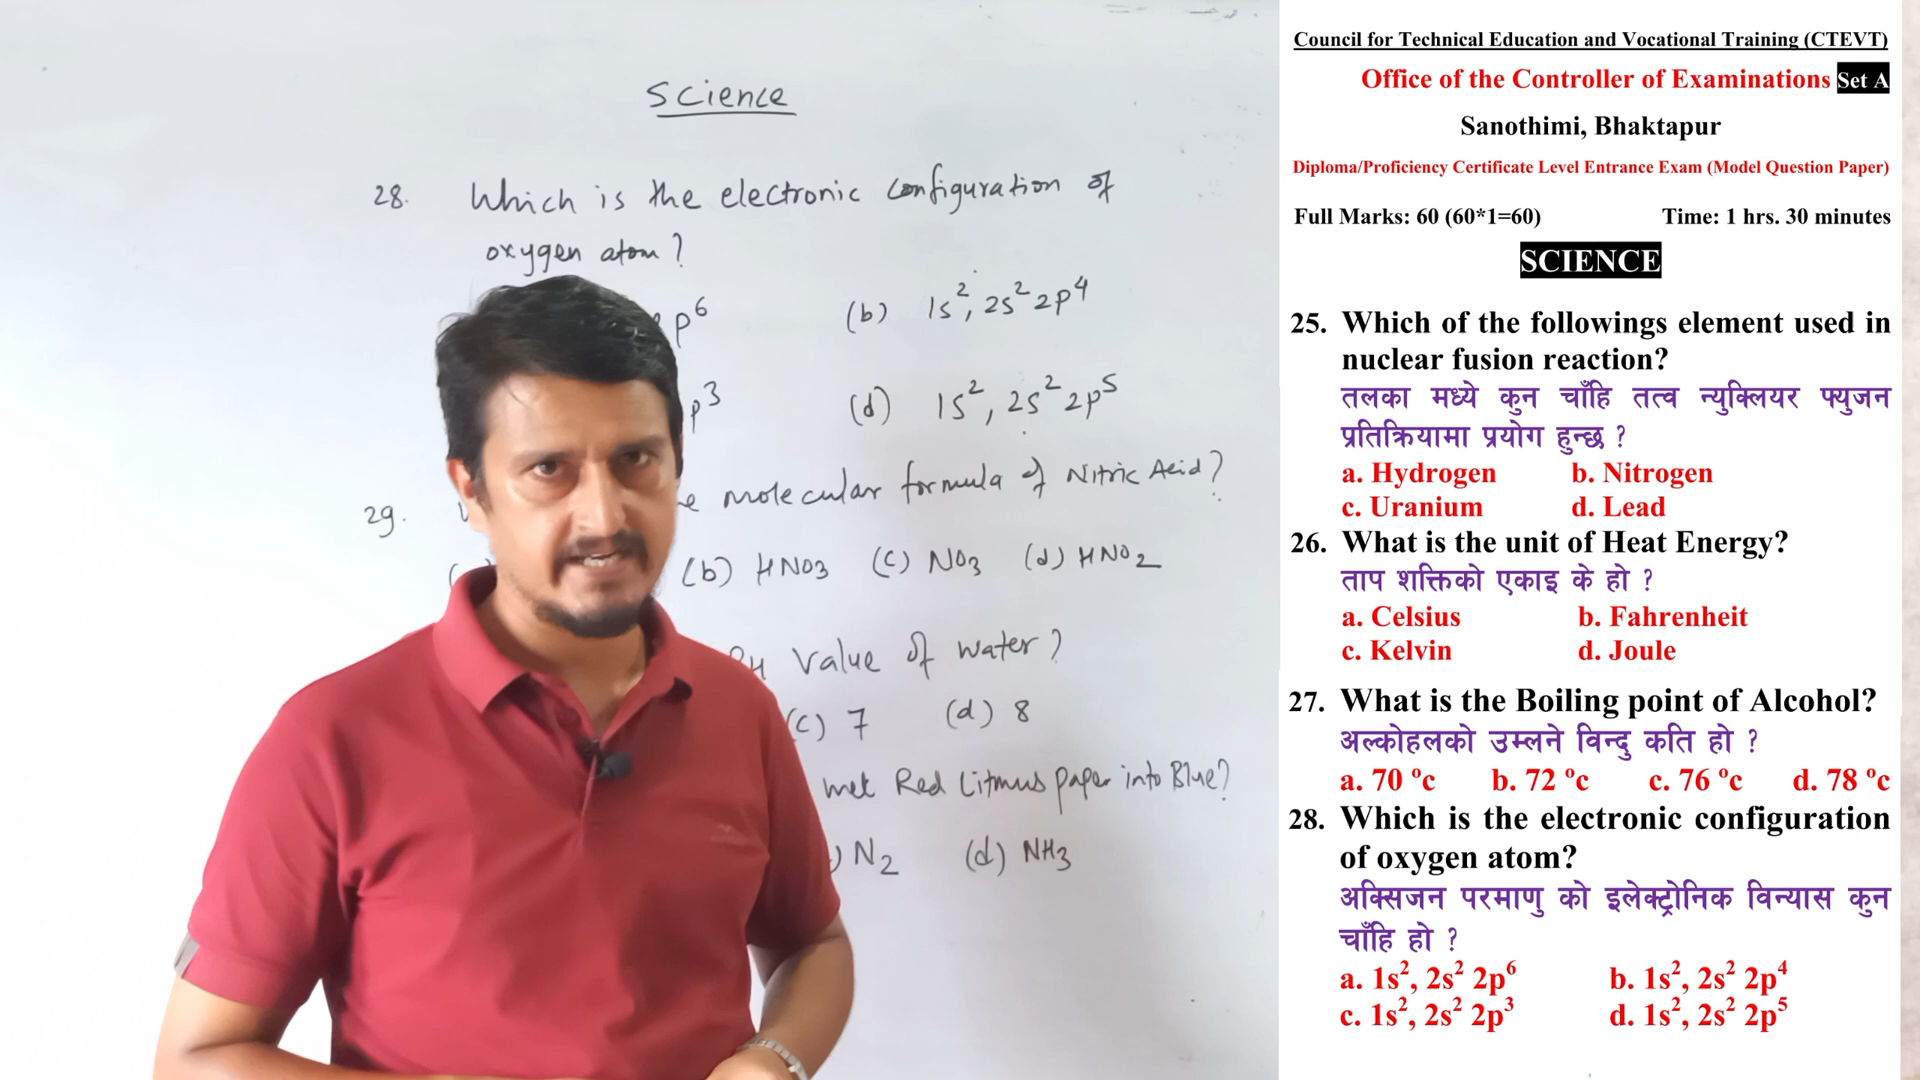 Science
28. Which is the electronic configuration of
oxygen atom?
p⁶ (b) 1s², 2s² 2p⁴
p³ (d) 1s², 2s² 2p⁵
29. molecular formula of Nitric Acid?
(b) HNO3 (c) NO3 (d) HNO2
PH value of water?
(c) 7 (d) 8
Red Litmus paper into Blue?
) N2 (d) NH3
Council for Technical Education and Vocational Training (CTEVT)
Office of the Controller of Examinations Set A
Sanothimi, Bhaktapur
Diploma/Proficiency Certificate Level Entrance Exam (Model Question Paper)
Full Marks: 60 (60*1=60) Time: 1 hrs. 30 minutes
SCIENCE
25. Which of the followings element used in
nuclear fusion reaction?
तलका मध्ये कुन चाँहि तत्व न्युक्लियर फ्युजन
प्रतिक्रियामा प्रयोग हुन्छ ?
a. Hydrogen b. Nitrogen
c. Uranium d. Lead
26. What is the unit of Heat Energy?
ताप शक्तिको एकाइ के हो ?
a. Celsius b. Fahrenheit
c. Kelvin d. Joule
27. What is the Boiling point of Alcohol?
अल्कोहलको उम्लने विन्दु कति हो ?
a. 70 ºc b. 72 ºc c. 76 ºc d. 78 ºc
28. Which is the electronic configuration
of oxygen atom?
अक्सिजन परमाणु को इलेक्ट्रोनिक विन्यास कुन
चाँहि हो ?
a. 1s², 2s² 2p⁶ b. 1s², 2s² 2p⁴
c. 1s², 2s² 2p³ d. 1s², 2s² 2p⁵